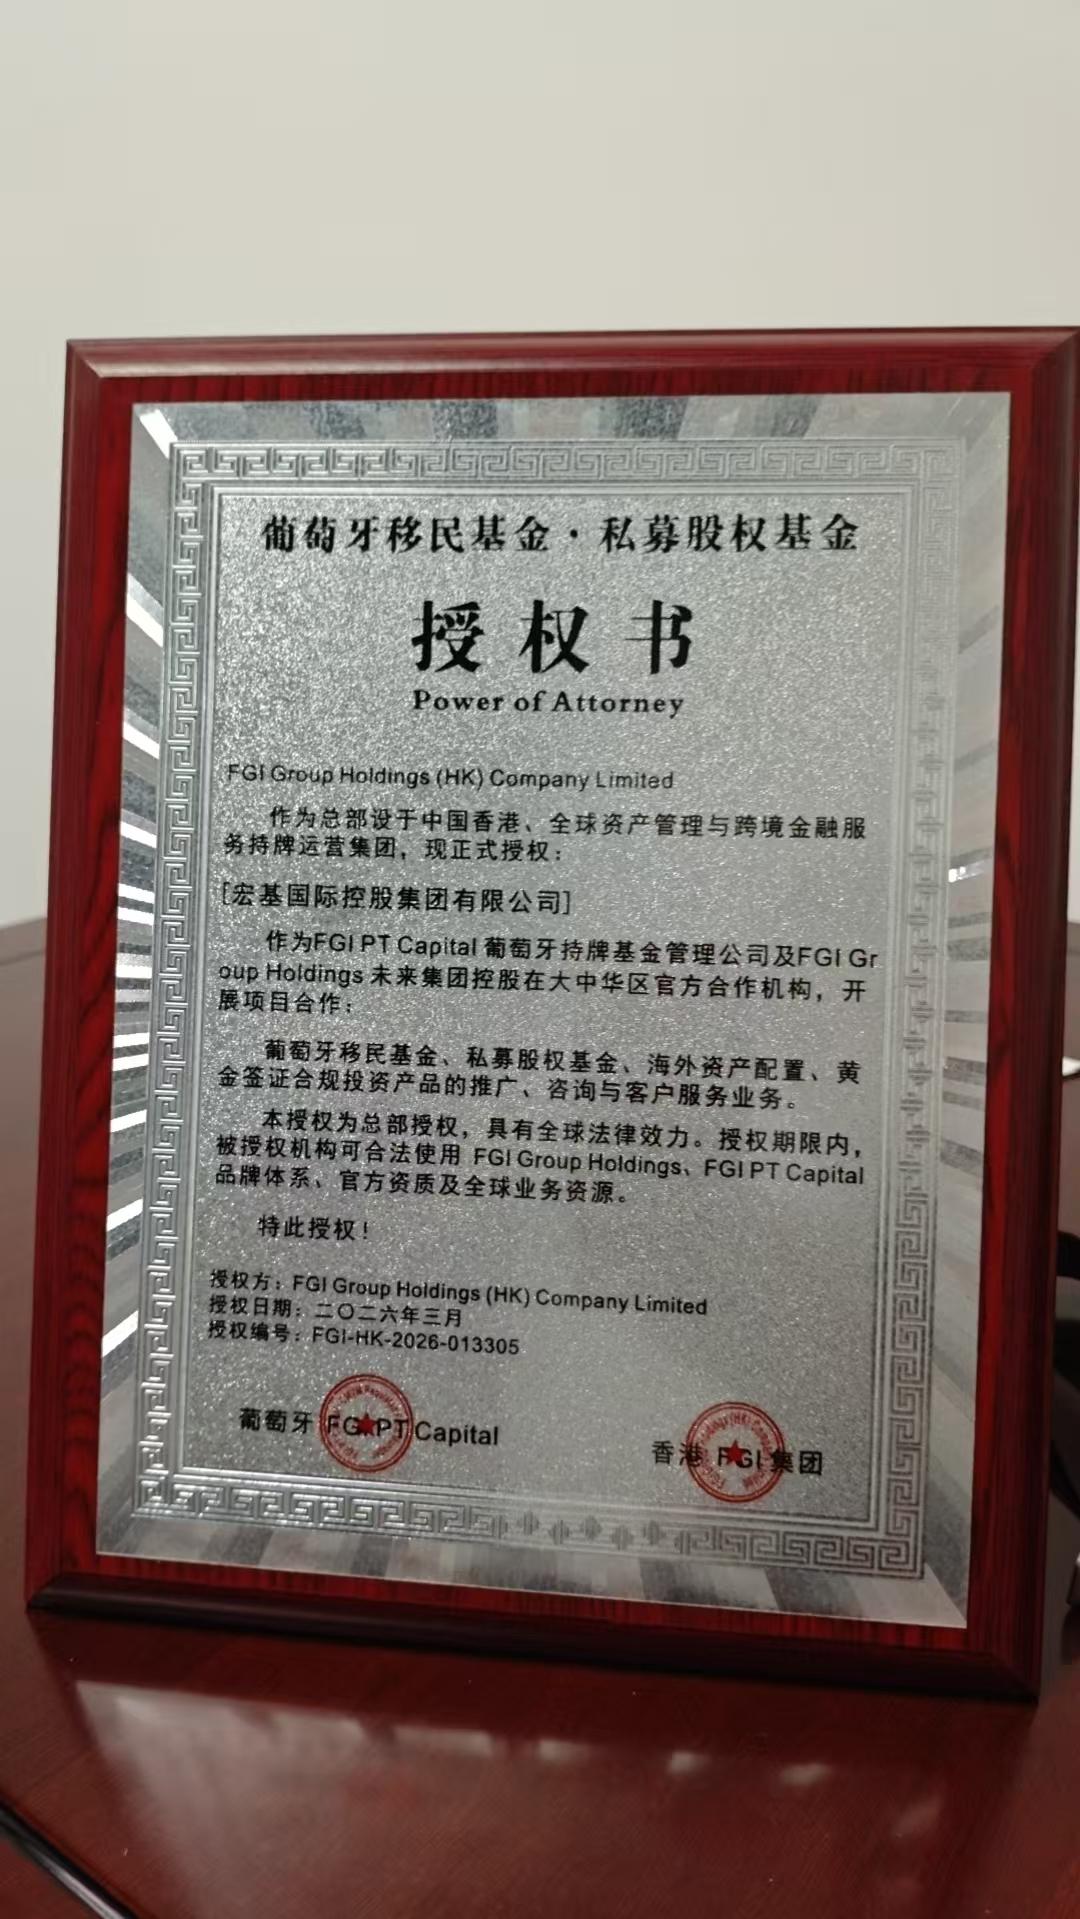 葡萄牙移民基金·私募股权基金
授权书
Power of Attorney
FGI Group Holdings (HK) Company Limited
作为总部设于中国香港、全球资产管理与跨境金融服
务持牌运营集团，现正式授权：
[宏基国际控股集团有限公司]
作为FGI PT Capital 葡萄牙持牌基金管理公司及FGI Gr
oup Holdings 未来集团控股在大中华区官方合作机构，开
展项目合作：
葡萄牙移民基金、私募股权基金、海外资产配置、黄
金签证合规投资产品的推广、咨询与客户服务业务。
本授权为总部授权，具有全球法律效力。授权期限内，
被授权机构可合法使用 FGI Group Holdings、FGI PT Capital
品牌体系、官方资质及全球业务资源。
特此授权！
授权方：FGI Group Holdings (HK) Company Limited
授权日期：二〇二六年三月
授权编号：FGI-HK-2026-013305
葡萄牙 FGI PT Capital
香港 FGI 集团